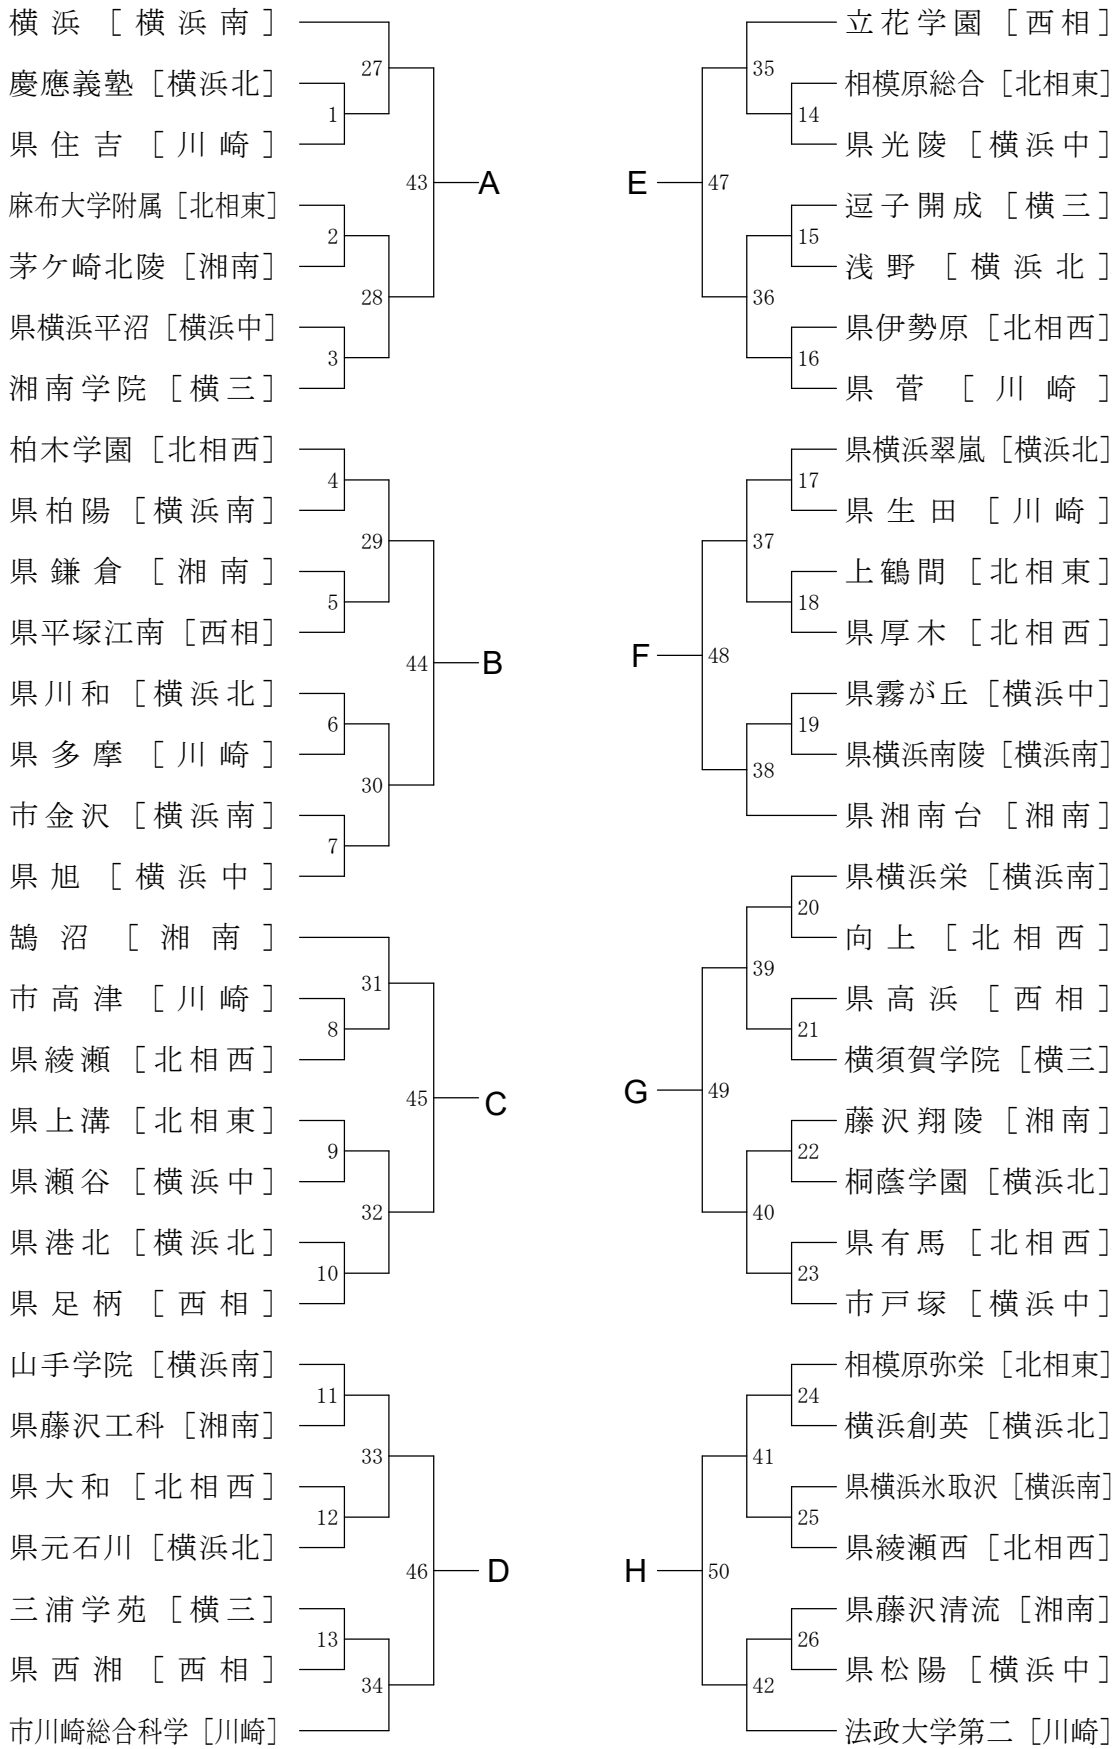 横浜 [横浜南]
慶應義塾 [横浜北]
県住吉 [川崎]
麻布大学附属 [北相東]
茅ケ崎北陵 [湘南]
県横浜平沼 [横浜中]
湘南学院 [横三]
柏木学園 [北相西]
県柏陽 [横浜南]
県鎌倉 [湘南]
県平塚江南 [西相]
県川和 [横浜北]
県多摩 [川崎]
市金沢 [横浜南]
県旭 [横浜中]
鵠沼 [湘南]
市高津 [川崎]
県綾瀬 [北相西]
県上溝 [北相東]
県瀬谷 [横浜中]
県港北 [横浜北]
県足柄 [西相]
山手学院 [横浜南]
県藤沢工科 [湘南]
県大和 [北相西]
県元石川 [横浜北]
三浦学苑 [横三]
県西湘 [西相]
市川崎総合科学 [川崎]
1
2
3
4
5
6
7
8
9
10
11
12
13
27
28
29
30
31
32
33
34
43
44
45
46
A
B
C
D
E
F
G
H
47
48
49
50
35
36
37
38
39
40
41
42
14
15
16
17
18
19
20
21
22
23
24
25
26
立花学園 [西相]
相模原総合 [北相東]
県光陵 [横浜中]
逗子開成 [横三]
浅野 [横浜北]
県伊勢原 [北相西]
県菅 [川崎]
県横浜翠嵐 [横浜北]
県生田 [川崎]
上鶴間 [北相東]
県厚木 [北相西]
県霧が丘 [横浜中]
県横浜南陵 [横浜南]
県湘南台 [湘南]
県横浜栄 [横浜南]
向上 [北相西]
県高浜 [西相]
横須賀学院 [横三]
藤沢翔陵 [湘南]
桐蔭学園 [横浜北]
県有馬 [北相西]
市戸塚 [横浜中]
相模原弥栄 [北相東]
横浜創英 [横浜北]
県横浜氷取沢 [横浜南]
県綾瀬西 [北相西]
県藤沢清流 [湘南]
県松陽 [横浜中]
法政大学第二 [川崎]